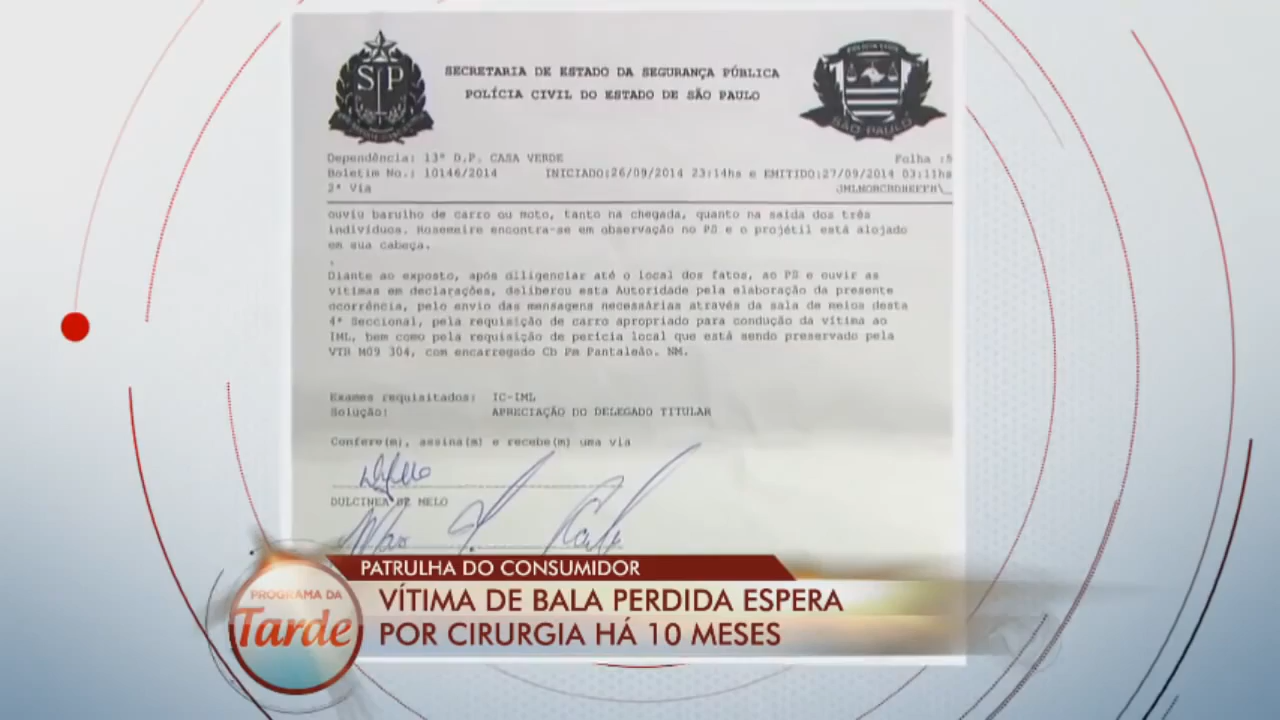 SP
SECRETARIA DE ESTADO DA SEGURANÇA PÚBLICA
POLÍCIA CIVIL DO ESTADO DE SÃO PAULO
POLICIA CIVIL
SÃO PAULO
Dependência: 13º D.P. CASA VERDE
Folha :5
Boletim No.: 10146/2014 INICIADO:26/09/2014 23:14hs e EMITIDO:27/09/2014 03:11hs
2ª Via
ouviu barulho de carro ou moto, tanto na chegada, quanto na saída dos três
indivíduos. Rosemeire encontra-se em observação no PS e o projétil está alojado
em sua cabeça.
.
Diante ao exposto, após diligenciar até o local dos fatos, ao PS e ouvir as
vítimas em declarações, deliberou esta Autoridade pela elaboração da presente
ocorrência, pelo envio das mensagens necessárias através da sala de meios desta
4ª Seccional, pela requisição de carro apropriado para condução da vítima ao
IML, bem como pela requisição de perícia local que está sendo preservado pela
VTR M09 304, com encarregado Cb Pm Pantaleão. NM.
Exames requisitados: IC-IML
Solução: APRECIAÇÃO DO DELEGADO TITULAR
Confere(m), assina(m) e recebe(m) uma via
DULCINEA DE MELO
PATRULHA DO CONSUMIDOR
PROGRAMA DA
Tarde
VÍTIMA DE BALA PERDIDA ESPERA
POR CIRURGIA HÁ 10 MESES